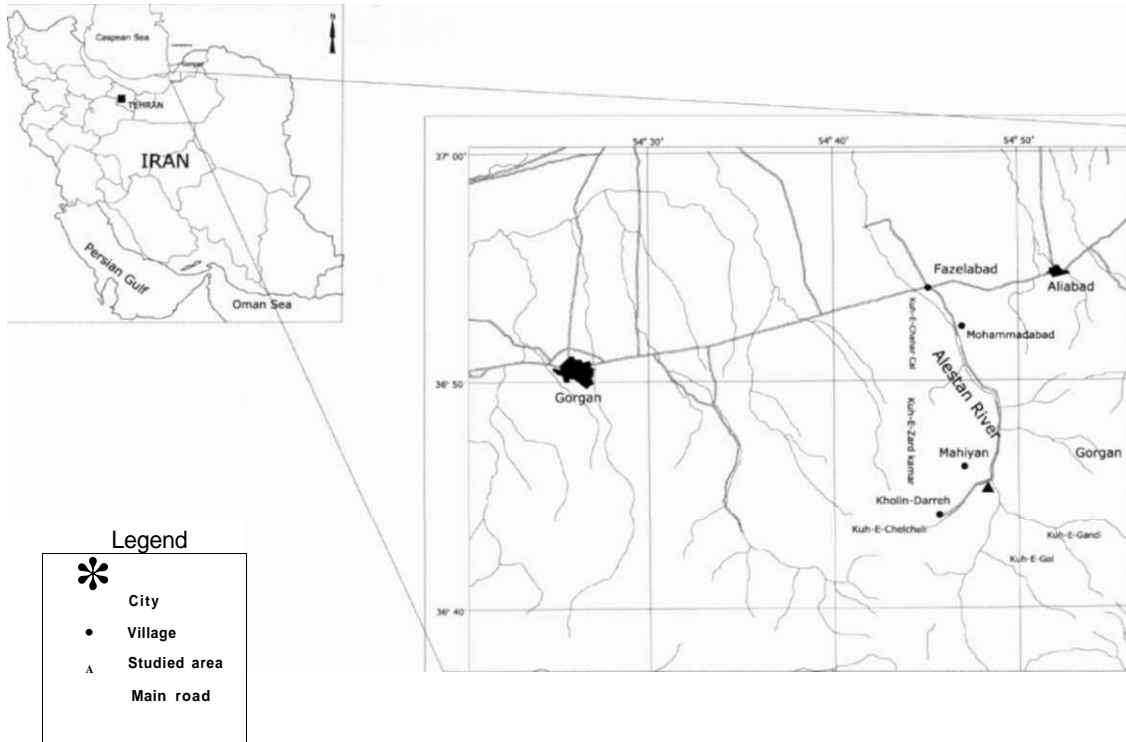 N
Caspean Sea
TEHRAN
IRAN
Persian Gulf
Oman Sea
54° 30'
54° 40'
54° 50'
37° 00'
Fazelabad
Aliabad
Kuh-E-Chaher Cal
Mohammadabad
Alestan River
36° 50'
Gorgan
Kuh-E-Zard kamar
Mahiyan
Gorgan
Kholin-Darreh
Kuh-E-Chelcheli
Kuh-E-Gandi
Kuh-E-Gol
36° 40'
Legend
City
Village
A Studied area
Main road